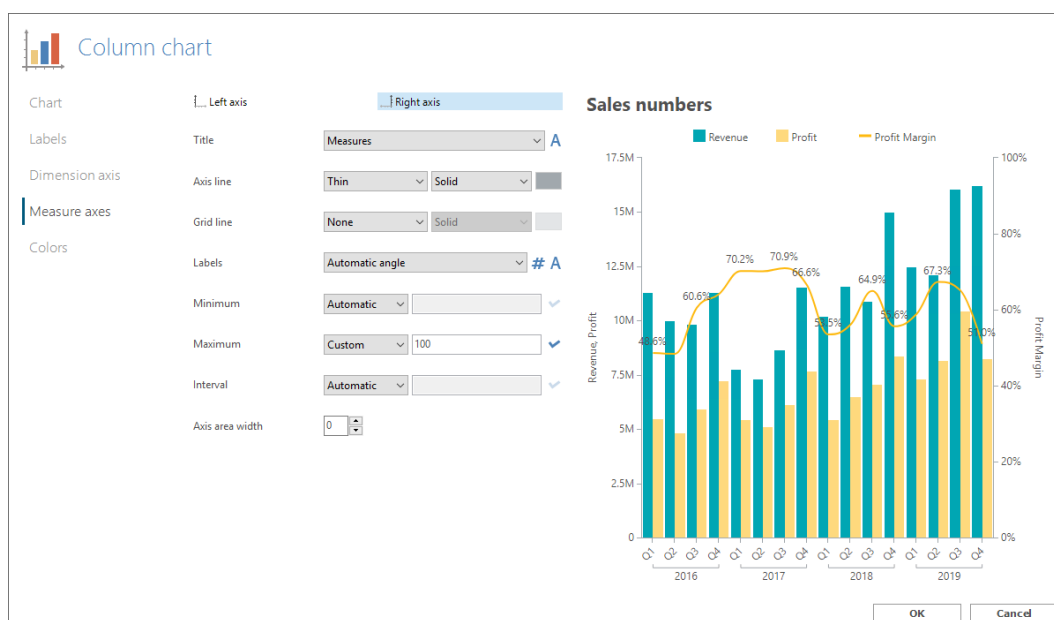 Column chart
Chart
Labels
Dimension axis
Measure axes
Colors
Left axis
Right axis
Title
Measures
A
Axis line
Thin
Solid
Grid line
None
Solid
Labels
Automatic angle
# A
Minimum
Automatic
Maximum
Custom
100
Interval
Automatic
Axis area width
0
Sales numbers
Revenue
Profit
Profit Margin
17.5M
15M
12.5M
10M
7.5M
5M
2.5M
0
Revenue, Profit
48.6%
60.6%
70.2%
70.9%
66.6%
64.9%
67.3%
100%
80%
60%
40%
20%
0%
Profit Margin
Q1 Q2 Q3 Q4 Q1 Q2 Q3 Q4 Q1 Q2 Q3 Q4 Q1 Q2 Q3 Q4
2016 2017 2018 2019
OK
Cancel